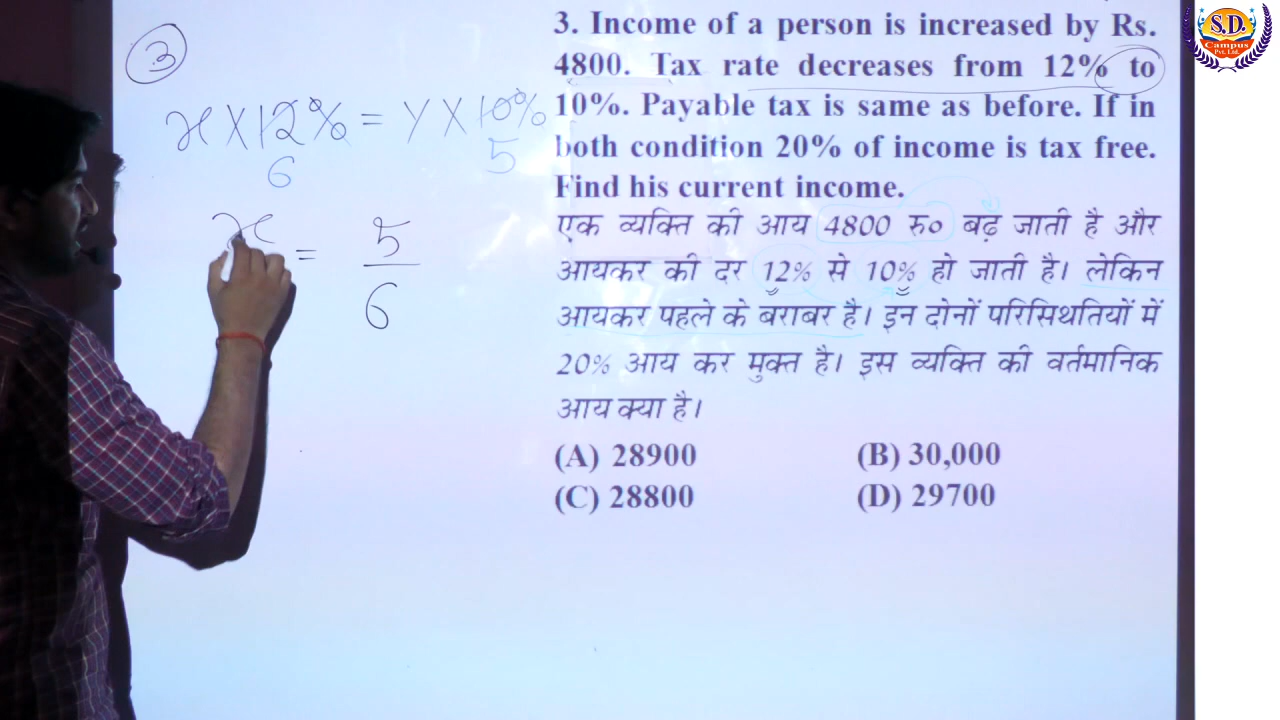 S.D.
Campus
Pvt. Ltd.
3
x X 12% = Y X 10%
6 5
x = 5
6
3. Income of a person is increased by Rs.
4800. Tax rate decreases from 12% to
10%. Payable tax is same as before. If in
both condition 20% of income is tax free.
Find his current income.
एक व्यक्ति की आय 4800 रु० बढ़ जाती है और
आयकर की दर 12% से 10% हो जाती है। लेकिन
आयकर पहले के बराबर है। इन दोनों परिसिथतियों में
20% आय कर मुक्त है। इस व्यक्ति की वर्तमानिक
आय क्या है।
(A) 28900 (B) 30,000
(C) 28800 (D) 29700